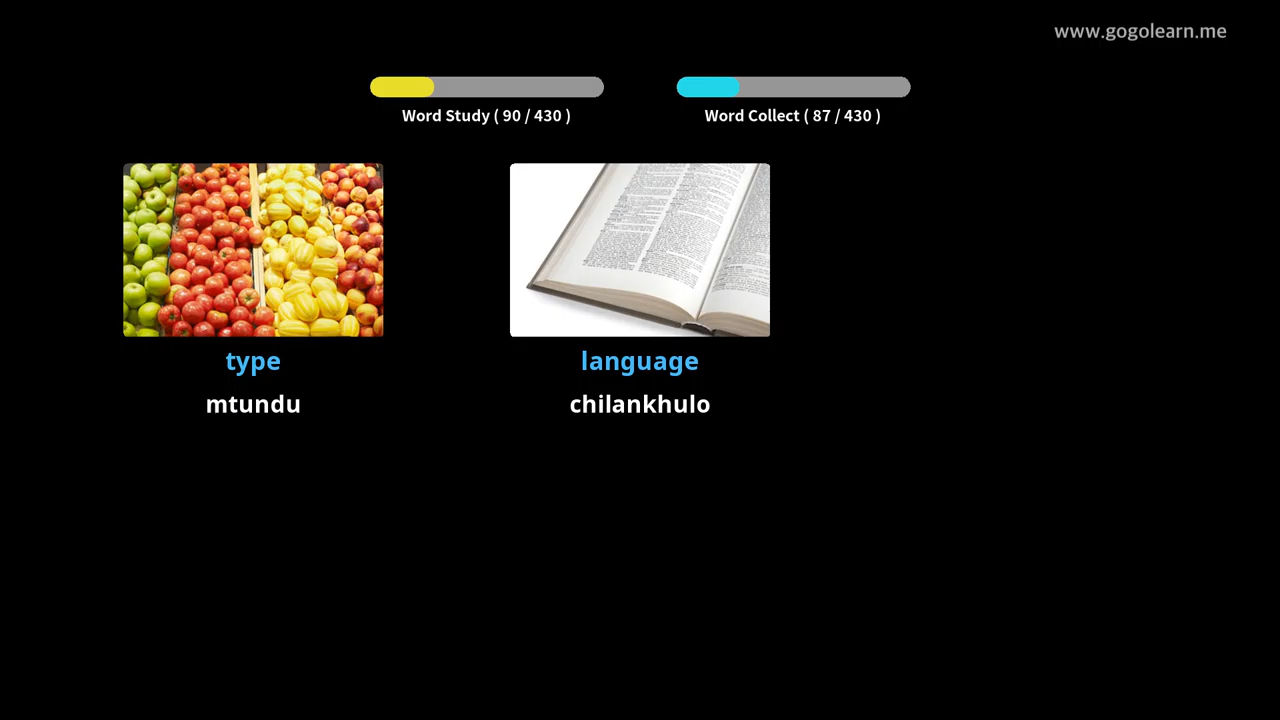 www.gogolearn.me
Word Study ( 90 / 430 )
Word Collect ( 87 / 430 )
type
language
mtundu
chilankhulo